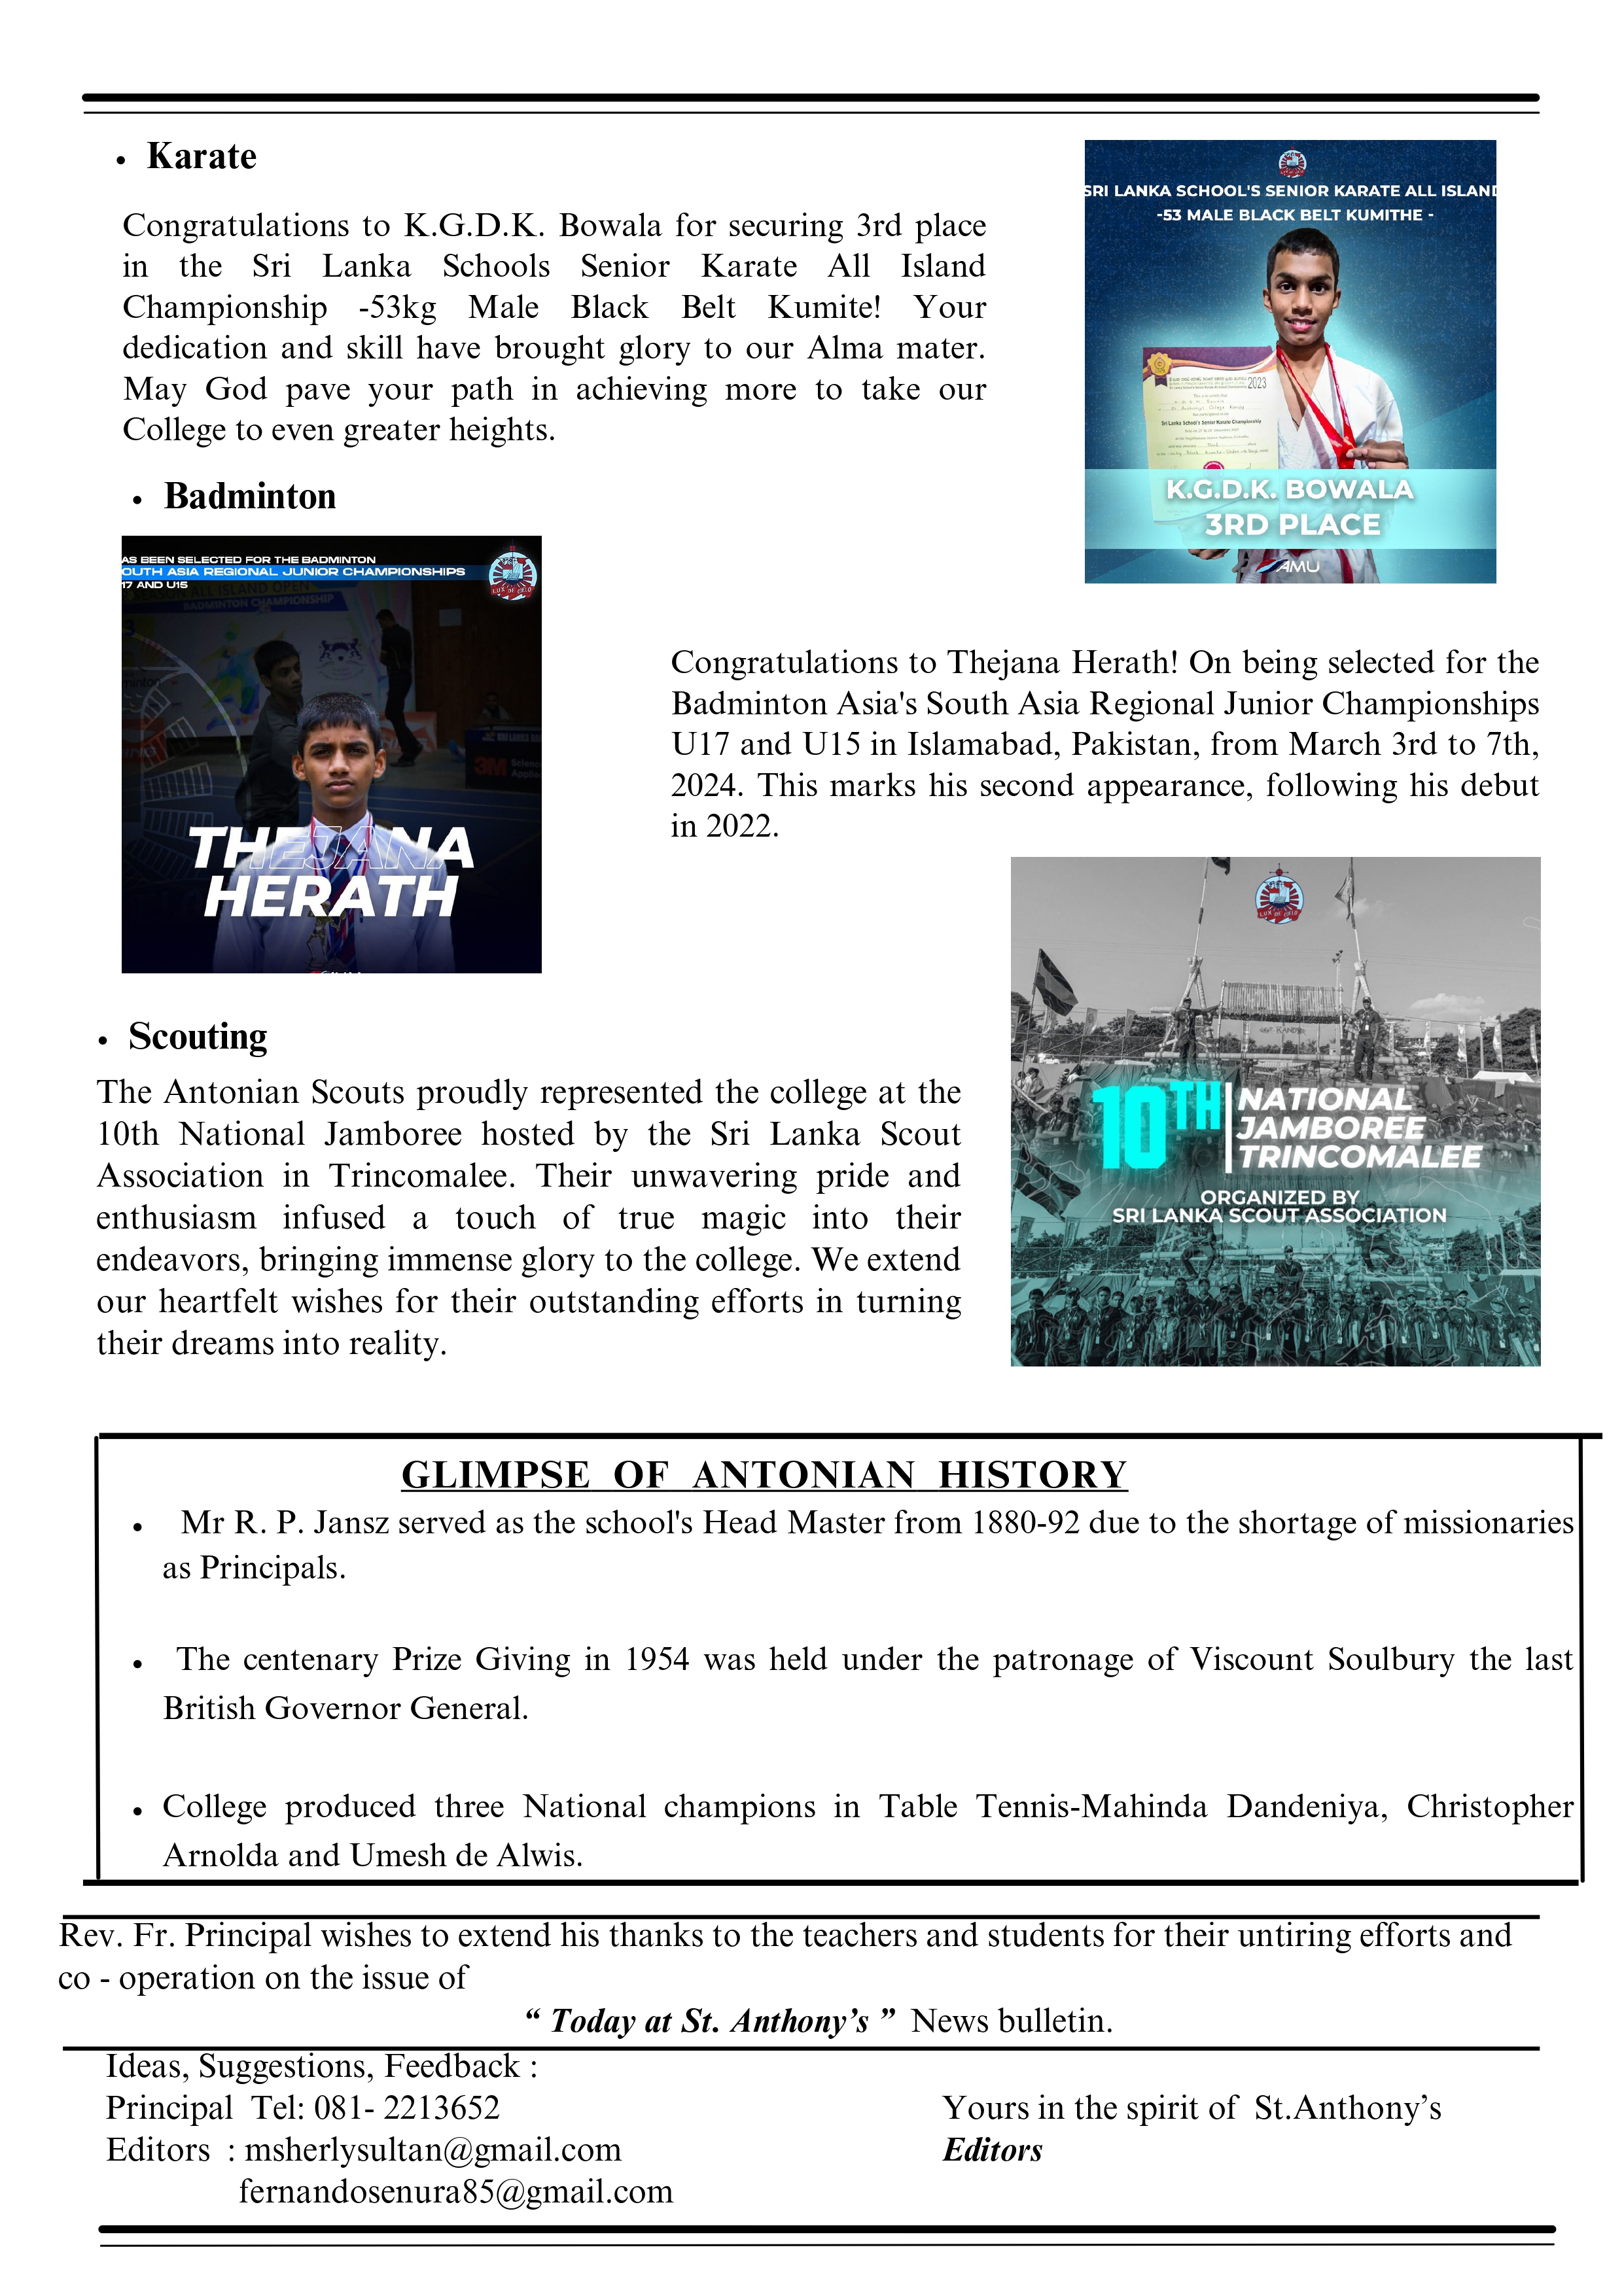 • Karate
Congratulations to K.G.D.K. Bowala for securing 3rd place
in the Sri Lanka Schools Senior Karate All Island
Championship -53kg Male Black Belt Kumite! Your
dedication and skill have brought glory to our Alma mater.
May God pave your path in achieving more to take our
College to even greater heights.
SRI LANKA SCHOOL'S SENIOR KARATE ALL ISLAND
-53 MALE BLACK BELT KUMITHE -
2023
Sri Lanka School's Senior Karate Championship
K.G.D.K. BOWALA
3RD PLACE
AMU
• Badminton
AS BEEN SELECTED FOR THE BADMINTON
OUTH ASIA REGIONAL JUNIOR CHAMPIONSHIPS
17 AND U15
SEASON ALL ISLAND OPEN
BADMINTON CHAMPIONSHIP
3M
THEJANA
HERATH
Congratulations to Thejana Herath! On being selected for the
Badminton Asia's South Asia Regional Junior Championships
U17 and U15 in Islamabad, Pakistan, from March 3rd to 7th,
2024. This marks his second appearance, following his debut
in 2022.
• Scouting
The Antonian Scouts proudly represented the college at the
10th National Jamboree hosted by the Sri Lanka Scout
Association in Trincomalee. Their unwavering pride and
enthusiasm infused a touch of true magic into their
endeavors, bringing immense glory to the college. We extend
our heartfelt wishes for their outstanding efforts in turning
their dreams into reality.
10TH
NATIONAL
JAMBOREE
TRINCOMALEE
ORGANIZED BY
SRI LANKA SCOUT ASSOCIATION
GLIMPSE OF ANTONIAN HISTORY
• Mr R. P. Jansz served as the school's Head Master from 1880-92 due to the shortage of missionaries
as Principals.
• The centenary Prize Giving in 1954 was held under the patronage of Viscount Soulbury the last
British Governor General.
• College produced three National champions in Table Tennis-Mahinda Dandeniya, Christopher
Arnolda and Umesh de Alwis.
Rev. Fr. Principal wishes to extend his thanks to the teachers and students for their untiring efforts and
co - operation on the issue of
“ Today at St. Anthony’s ” News bulletin.
Ideas, Suggestions, Feedback :
Principal Tel: 081- 2213652
Editors : msherlysultan@gmail.com
fernandosenura85@gmail.com
Yours in the spirit of St.Anthony’s
Editors